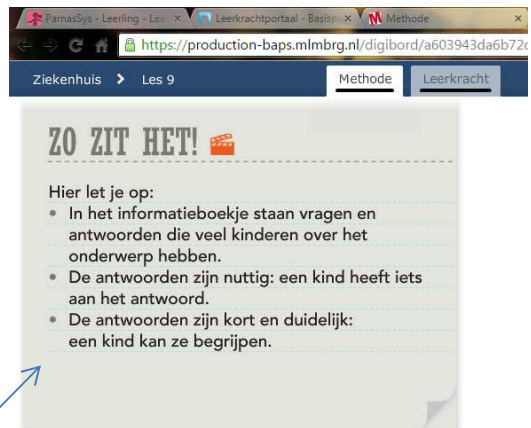 ParnasSys - Leerling - Lee
Leerkrachtportaal - Basisp
Methode
https://production-baps.mlmbrg.nl/digibord/a603943da6b72c
Ziekenhuis > Les 9
Methode
Leerkracht
ZO ZIT HET!
Hier let je op:
• In het informatieboekje staan vragen en
antwoorden die veel kinderen over het
onderwerp hebben.
• De antwoorden zijn nuttig: een kind heeft iets
aan het antwoord.
• De antwoorden zijn kort en duidelijk:
een kind kan ze begrijpen.